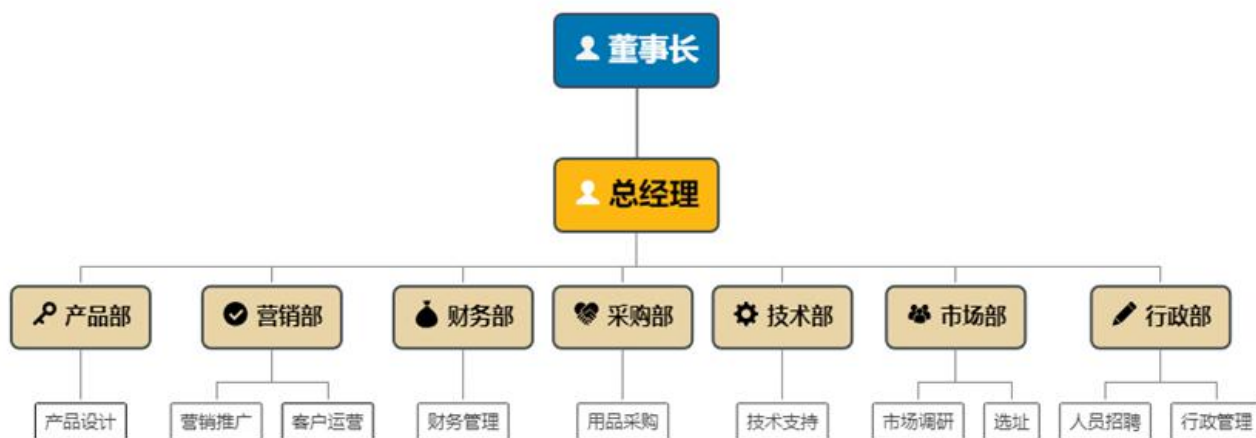 董事长
总经理
产品部 营销部 财务部 采购部 技术部 市场部 行政部
产品设计 营销推广 客户运营 财务管理 用品采购 技术支持 市场调研 选址 人员招聘 行政管理